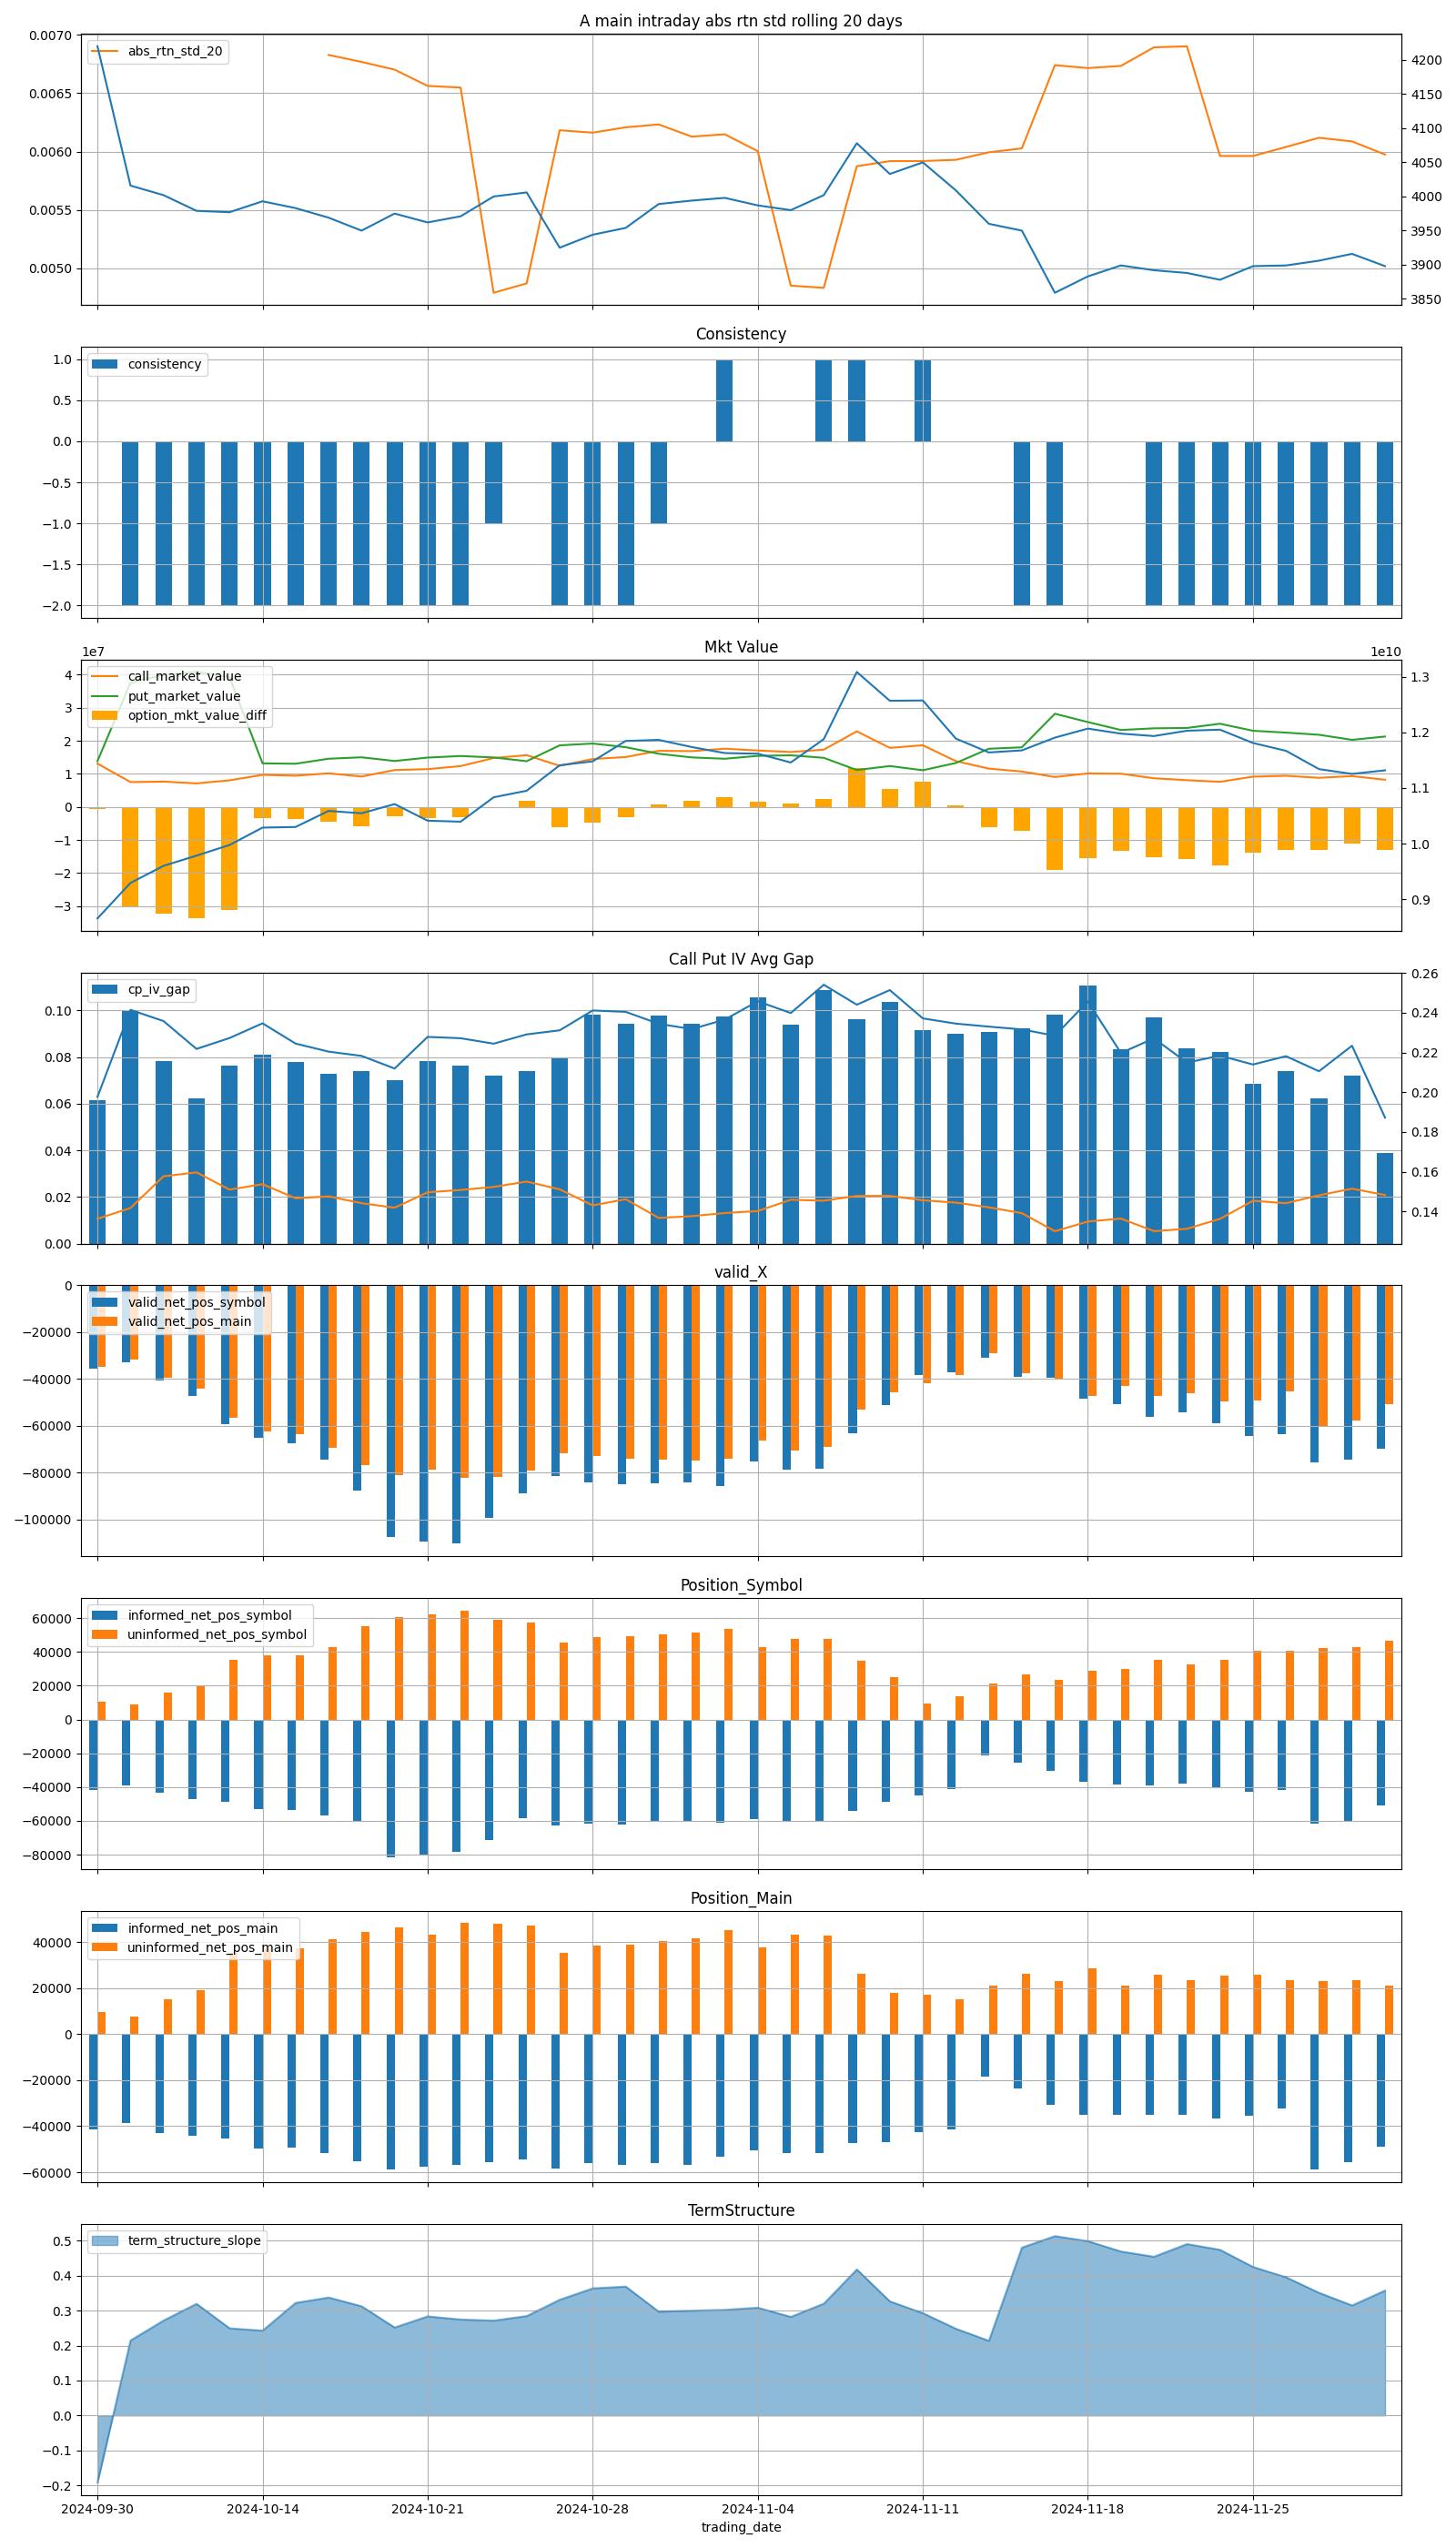 A main intraday abs rtn std rolling 20 days
abs_rtn_std_20
0.0070
0.0065
0.0060
0.0055
0.0050
4200
4150
4100
4050
4000
3950
3900
3850
Consistency
consistency
1.0
0.5
0.0
−0.5
−1.0
−1.5
−2.0
Mkt Value
1e7
1e10
call_market_value
put_market_value
option_mkt_value_diff
4
3
2
1
0
−1
−2
−3
1.3
1.2
1.1
1.0
0.9
Call Put IV Avg Gap
cp_iv_gap
0.10
0.08
0.06
0.04
0.02
0.00
0.26
0.24
0.22
0.20
0.18
0.16
0.14
valid_X
valid_net_pos_symbol
valid_net_pos_main
0
−20000
−40000
−60000
−80000
−100000
Position_Symbol
informed_net_pos_symbol
uninformed_net_pos_symbol
60000
40000
20000
0
−20000
−40000
−60000
−80000
Position_Main
informed_net_pos_main
uninformed_net_pos_main
40000
20000
0
−20000
−40000
−60000
TermStructure
term_structure_slope
0.5
0.4
0.3
0.2
0.1
0.0
−0.1
−0.2
2024-09-30 2024-10-14 2024-10-21 2024-10-28 2024-11-04 2024-11-11 2024-11-18 2024-11-25
trading_date